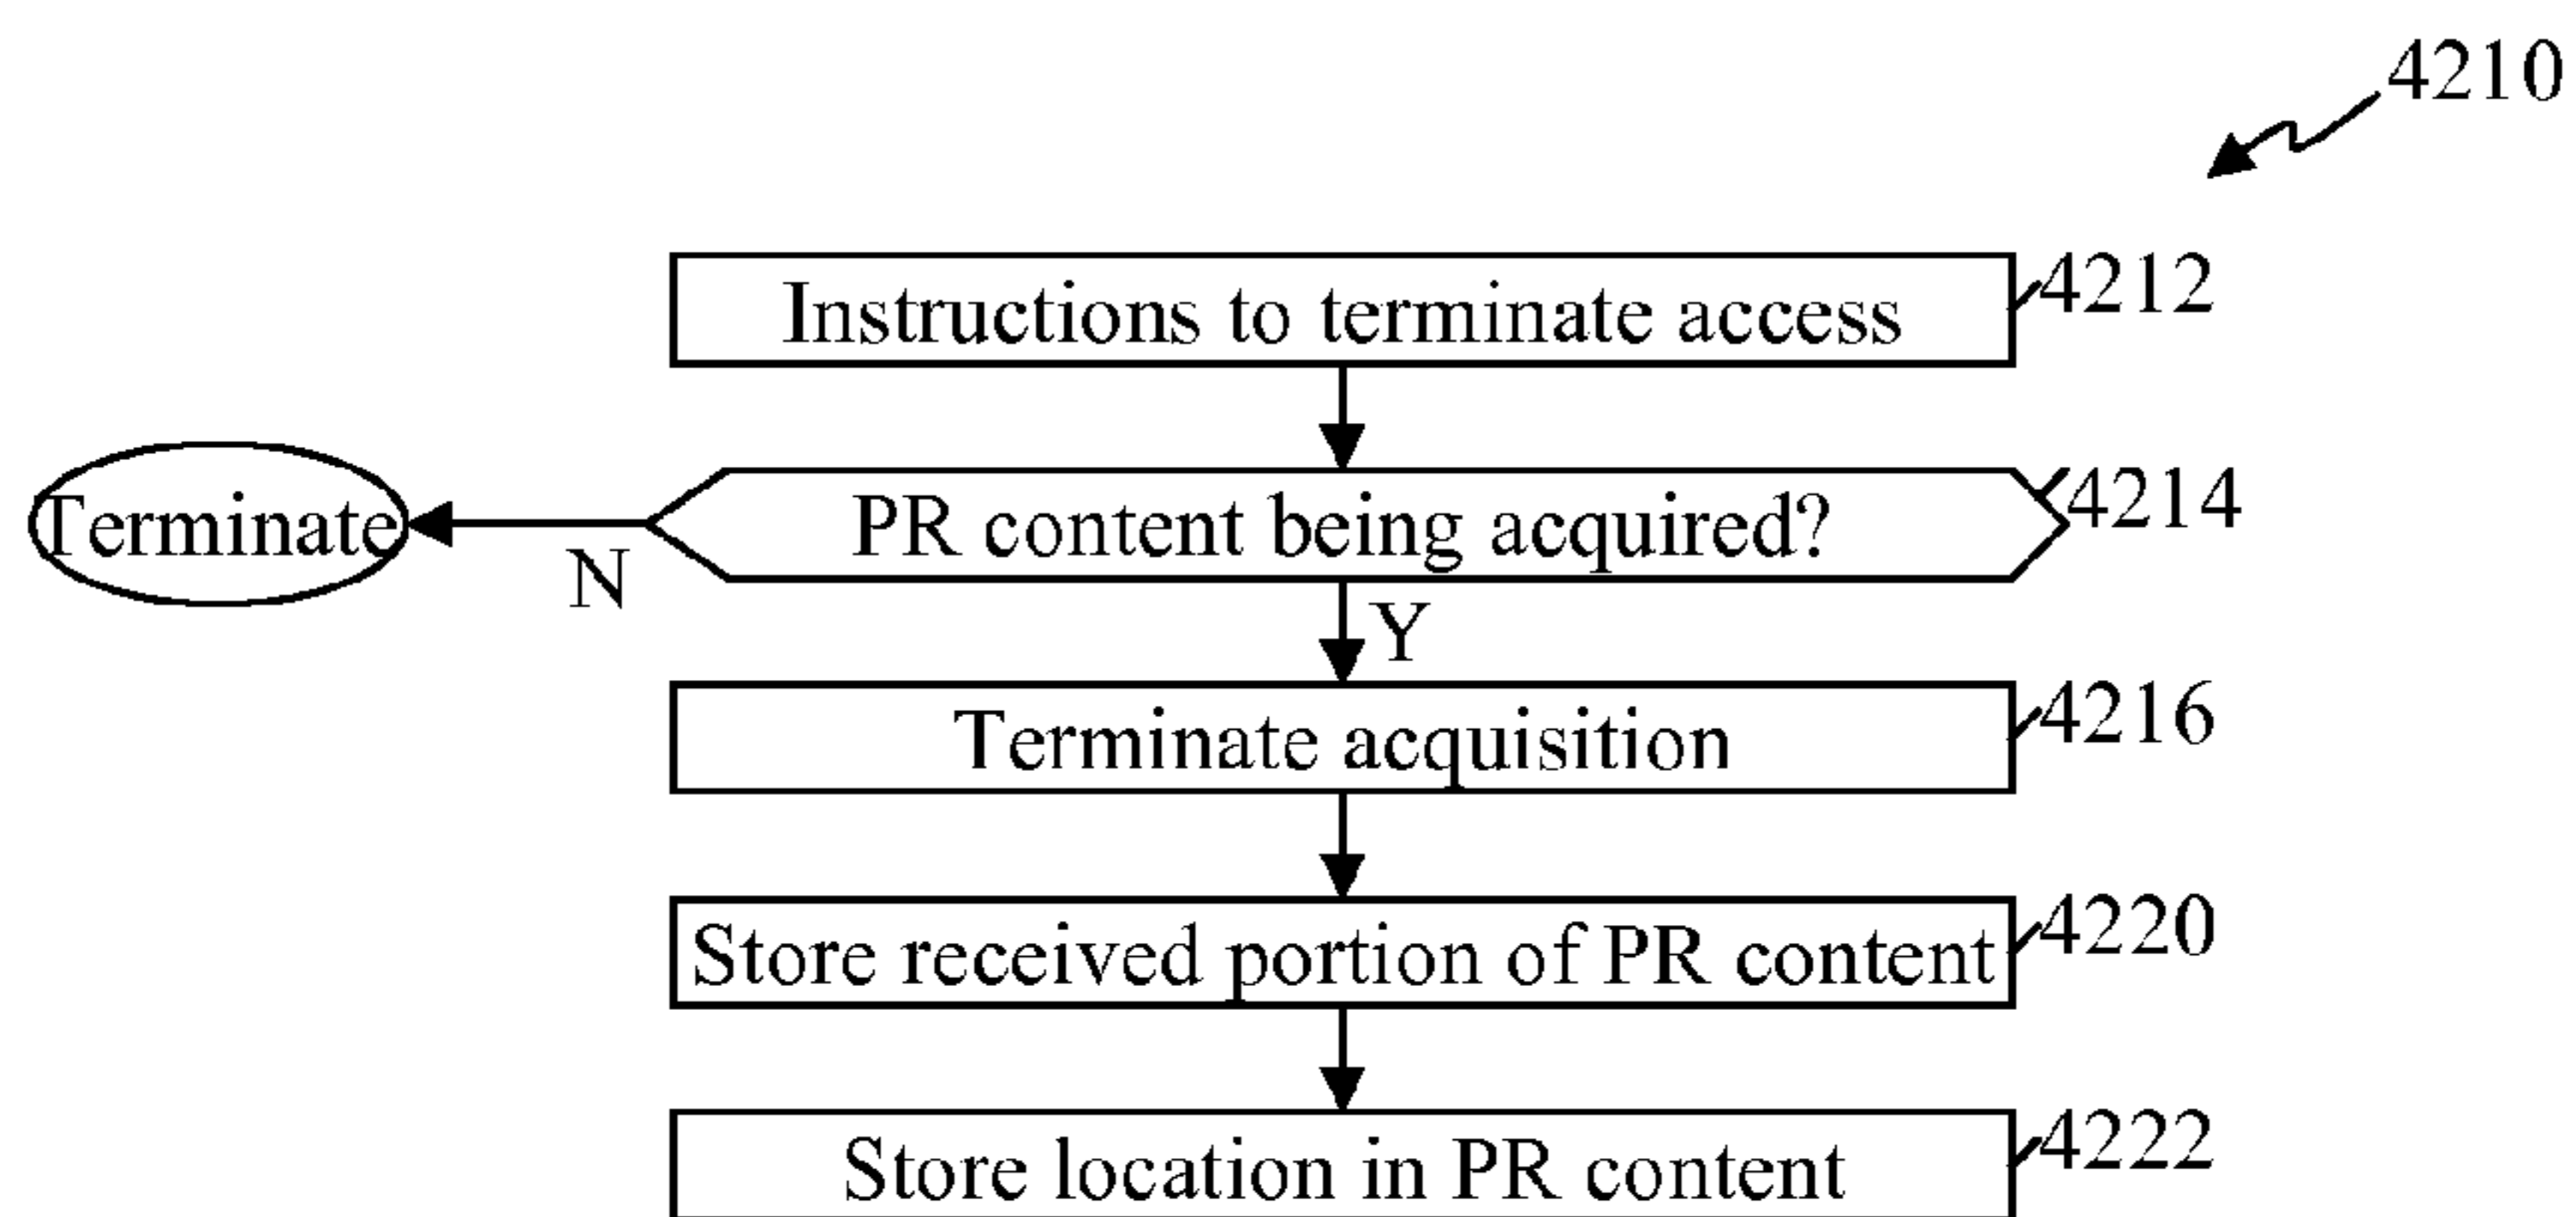 4210
Instructions to terminate access
4212
Terminate
N
PR content being acquired?
4214
Y
Terminate acquisition
4216
Store received portion of PR content
4220
Store location in PR content
4222